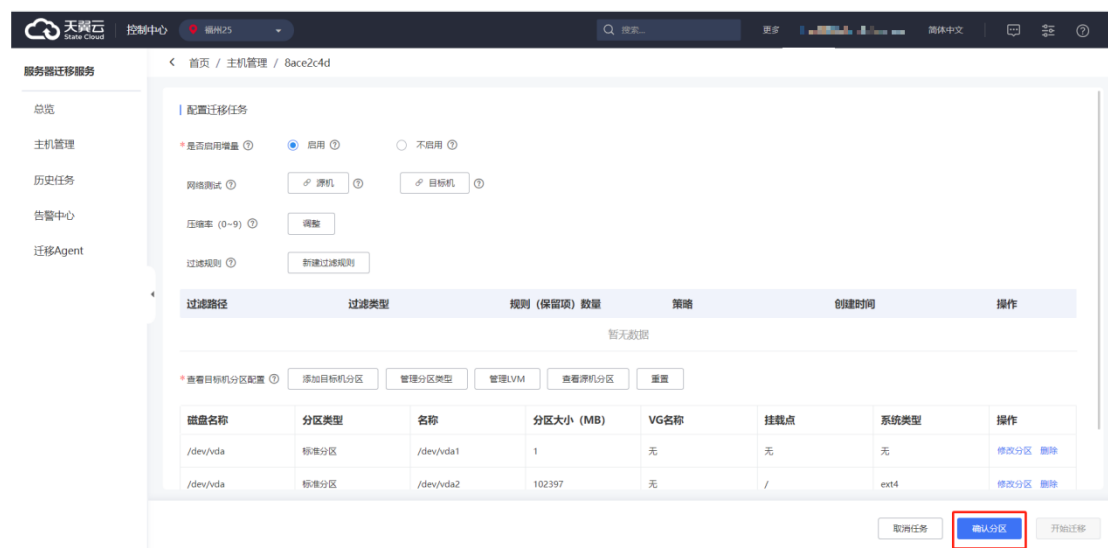 天翼云 State Cloud 控制中心 福州25 搜索... 更多 简体中文
服务器迁移服务
首页 / 主机管理 / 8ace2c4d
总览
主机管理
历史任务
告警中心
迁移Agent
配置迁移任务
* 是否启用增量 启用 不启用
网络测试 源机 目标机
压缩率（0~9） 调整
过滤规则 新建过滤规则
过滤路径 过滤类型 规则（保留项）数量 策略 创建时间 操作
暂无数据
* 查看目标机分区配置 添加目标机分区 管理分区类型 管理LVM 查看源机分区 重置
磁盘名称 分区类型 名称 分区大小（MB） VG名称 挂载点 系统类型 操作
/dev/vda 标准分区 /dev/vda1 1 无 无 无 修改分区 删除
/dev/vda 标准分区 /dev/vda2 102397 无 / ext4 修改分区 删除
取消任务 确认分区 开始迁移